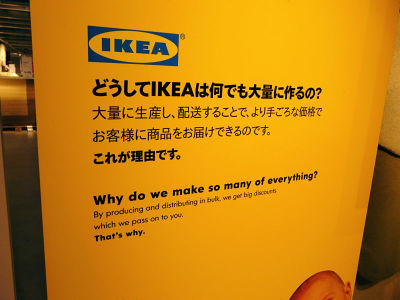 IKEA®
どうしてIKEAは何でも大量に作るの?
大量に生産し、配送することで、より手ごろな価格で
お客様に商品をお届けできるのです。
これが理由です。
Why do we make so many of everything?
By producing and distributing in bulk, we get big discounts
which we pass on to you.
That's why.